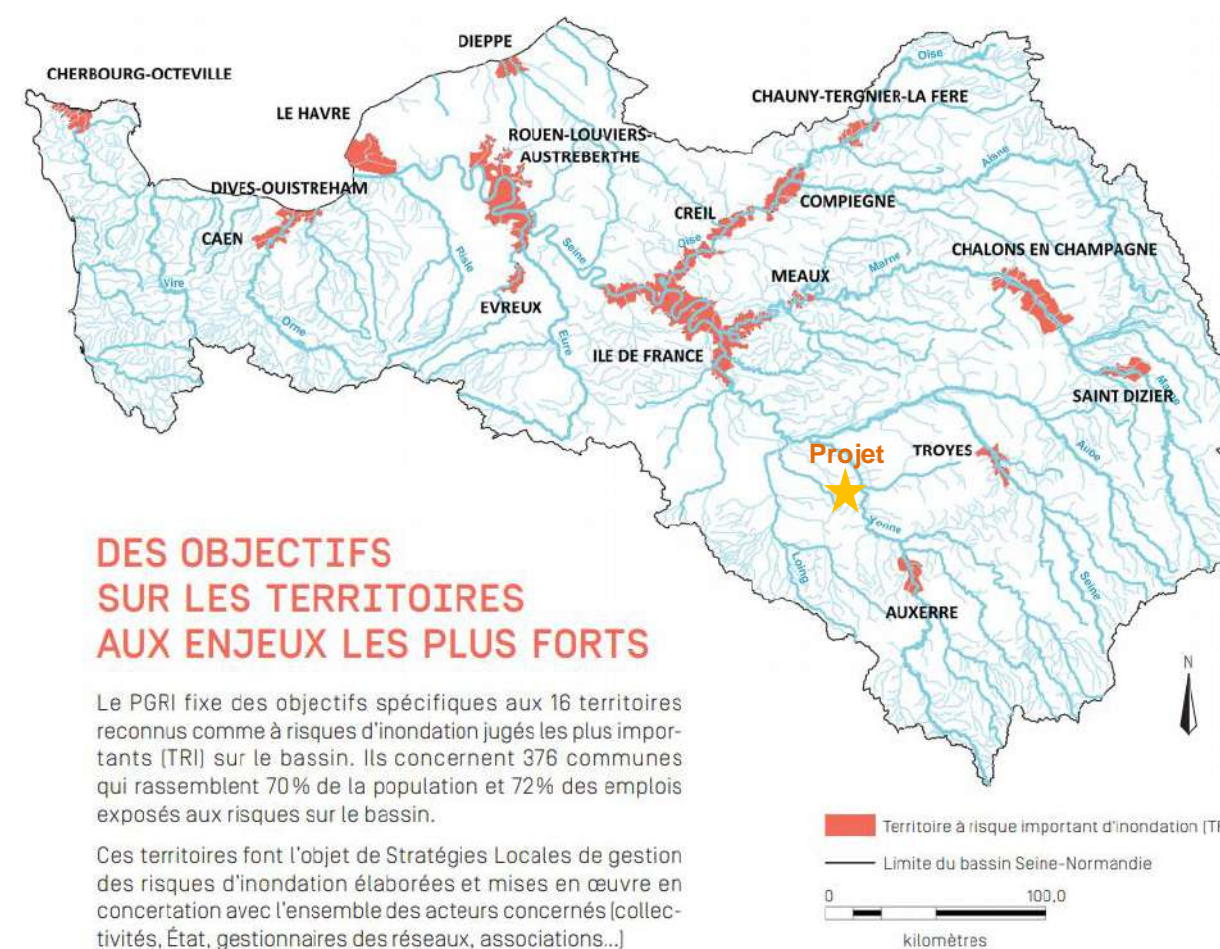 DIEPPE
Oise
CHERBOURG-OCTEVILLE
CHAUNY-TERGNIER-LA FERE
LE HAVRE
ROUEN-LOUVIERS-
AUSTREBERTHE
Aisne
DIVES-OUISTREHAM
COMPIEGNE
CREIL
CAEN
Oise
Seine
CHALONS EN CHAMPAGNE
Risle
Marne
MEAUX
Vire
EVREUX
Orne
Eure
ILE DE FRANCE
Marne
SAINT DIZIER
Projet
TROYES
Aube
Yonne
Loing
Seine
AUXERRE
DES OBJECTIFS
SUR LES TERRITOIRES
AUX ENJEUX LES PLUS FORTS
Le PGRI fixe des objectifs spécifiques aux 16 territoires
reconnus comme à risques d'inondation jugés les plus impor-
tants (TRI) sur le bassin. Ils concernent 376 communes
qui rassemblent 70% de la population et 72% des emplois
exposés aux risques sur le bassin.
Ces territoires font l'objet de Stratégies Locales de gestion
des risques d'inondation élaborées et mises en œuvre en
concertation avec l'ensemble des acteurs concernés (collec-
tivités, État, gestionnaires des réseaux, associations...)
N
Territoire à risque important d'inondation
Limite du bassin Seine-Normandie
0 100,0
kilomètres